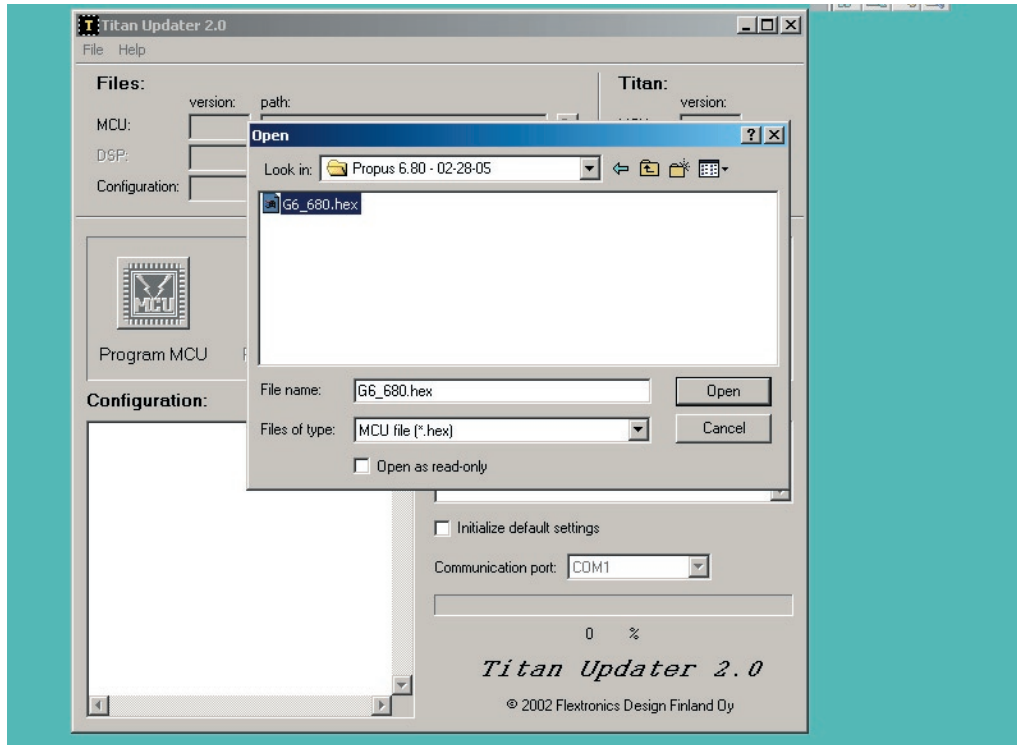 Titan Updater 2.0
File Help
Files:
Titan:
version: path:
version:
MCU:
DSP:
Configuration:
Open
Look in: Propus 6.80 - 02-28-05
G6_680.hex
MCU
Program MCU
File name: G6_680.hex
Open
Files of type: MCU file (*.hex)
Cancel
Open as read-only
Configuration:
Initialize default settings
Communication port: COM1
0 %
Titan Updater 2.0
© 2002 Flextronics Design Finland Oy